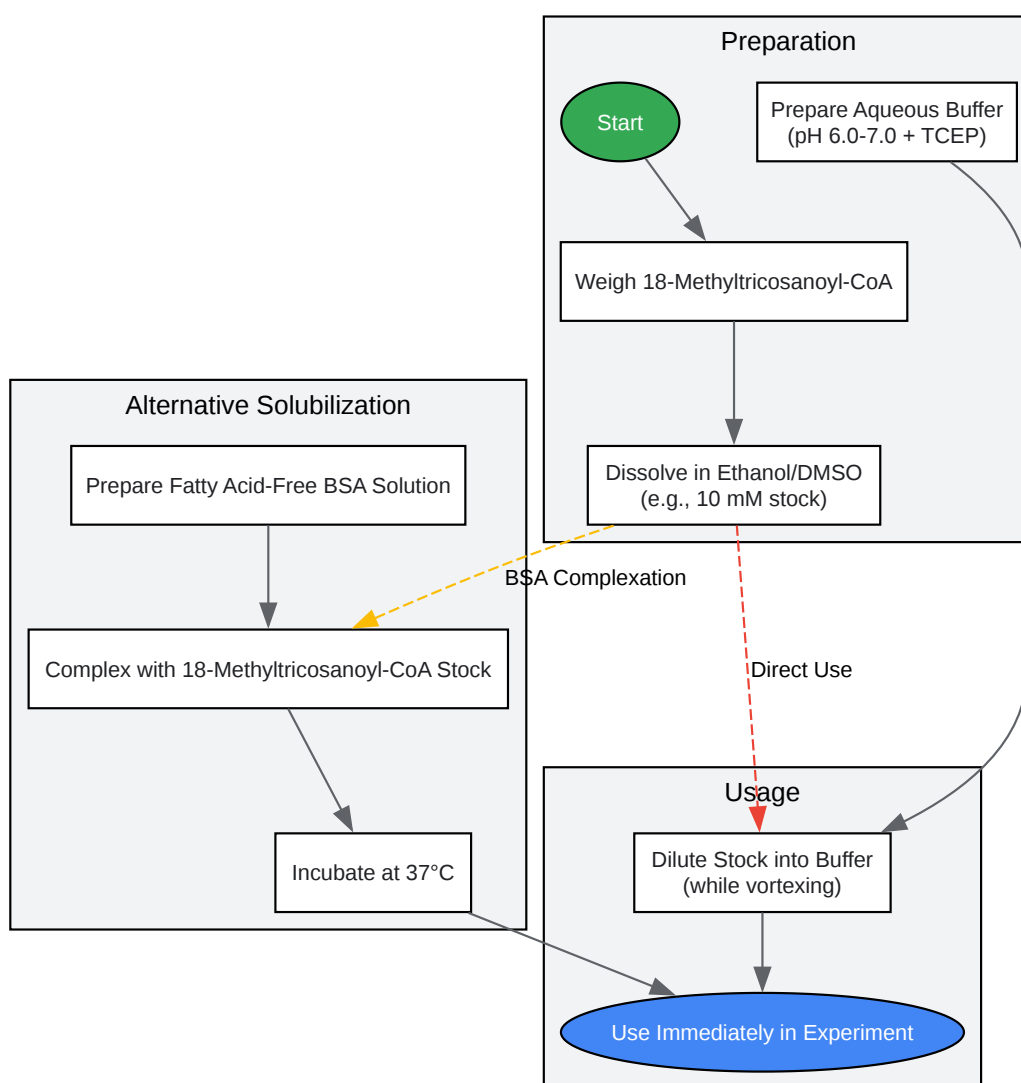 Preparation
Start
Prepare Aqueous Buffer
(pH 6.0-7.0 + TCEP)
Weigh 18-Methyltricosanoyl-CoA
Dissolve in Ethanol/DMSO
(e.g., 10 mM stock)
Alternative Solubilization
Prepare Fatty Acid-Free BSA Solution
BSA Complexation
Complex with 18-Methyltricosanoyl-CoA Stock
Direct Use
Incubate at 37°C
Usage
Dilute Stock into Buffer
(while vortexing)
Use Immediately in Experiment